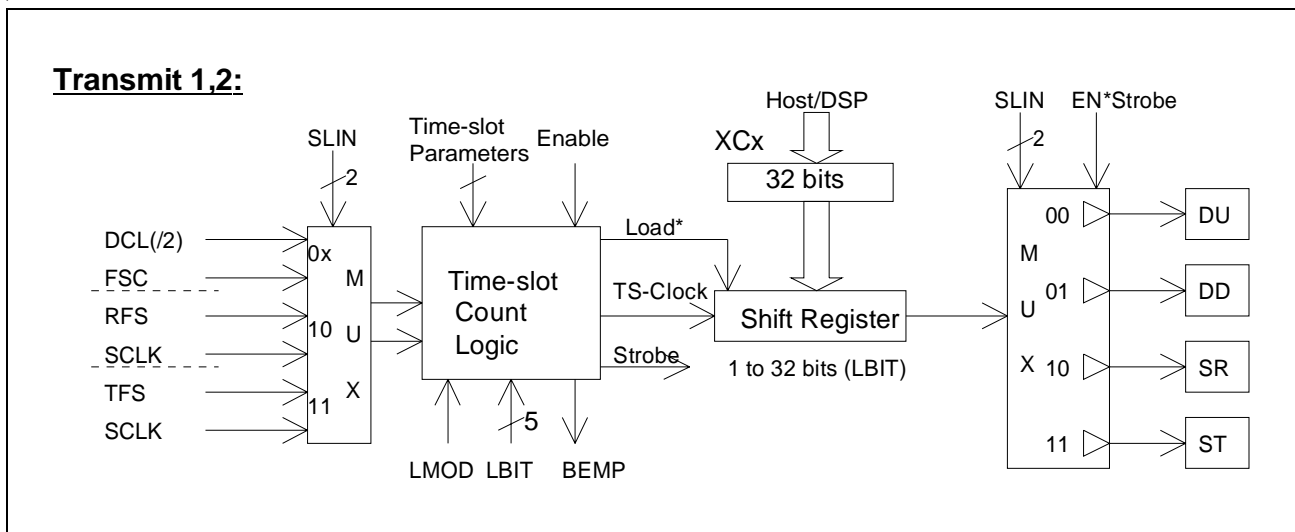 Transmit 1,2:
Host/DSP
SLIN
EN*Strobe
SLIN
Time-slot
Parameters
Enable
XCx
2
2
32 bits
DCL(/2)
FSC
RFS
SCLK
TFS
SCLK
0x
10
11
M
U
X
Time-slot
Count
Logic
Load*
TS-Clock
Strobe
Shift Register
1 to 32 bits (LBIT)
5
LMOD
LBIT
BEMP
M
U
X
00
01
10
11
DU
DD
SR
ST